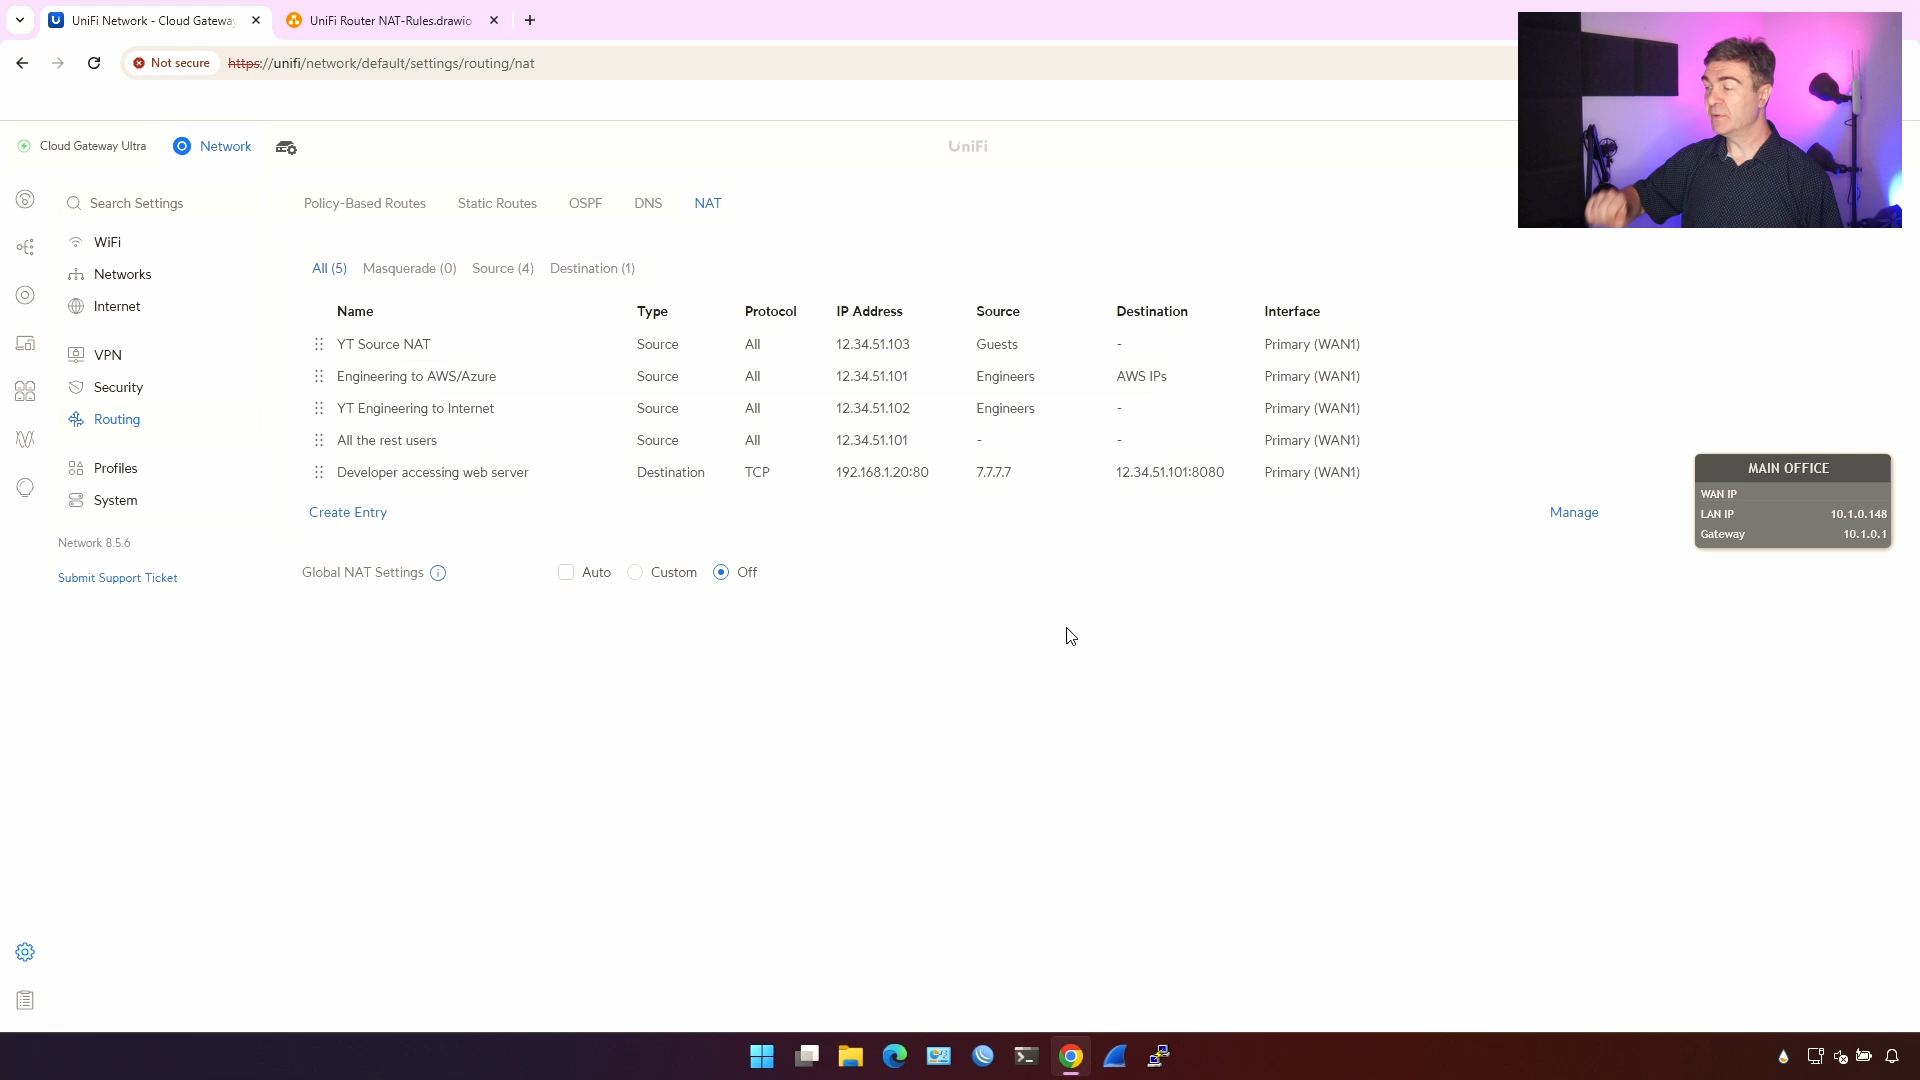 UniFi Network - Cloud Gateway
UniFi Router NAT-Rules.drawio
Not secure
https://unifi/network/default/settings/routing/nat
Cloud Gateway Ultra
Network
UniFi
Search Settings
Policy-Based Routes Static Routes OSPF DNS NAT
WiFi
Networks
Internet
VPN
Security
Routing
Profiles
System
Network 8.5.6
Submit Support Ticket
All (5) Masquerade (0) Source (4) Destination (1)
Name Type Protocol IP Address Source Destination Interface
YT Source NAT Source All 12.34.51.103 Guests - Primary (WAN1)
Engineering to AWS/Azure Source All 12.34.51.101 Engineers AWS IPs Primary (WAN1)
YT Engineering to Internet Source All 12.34.51.102 Engineers - Primary (WAN1)
All the rest users Source All 12.34.51.101 - - Primary (WAN1)
Developer accessing web server Destination TCP 192.168.1.20:80 7.7.7.7 12.34.51.101:8080 Primary (WAN1)
Create Entry Manage
Global NAT Settings Auto Custom Off
MAIN OFFICE
WAN IP
LAN IP 10.1.0.148
Gateway 10.1.0.1